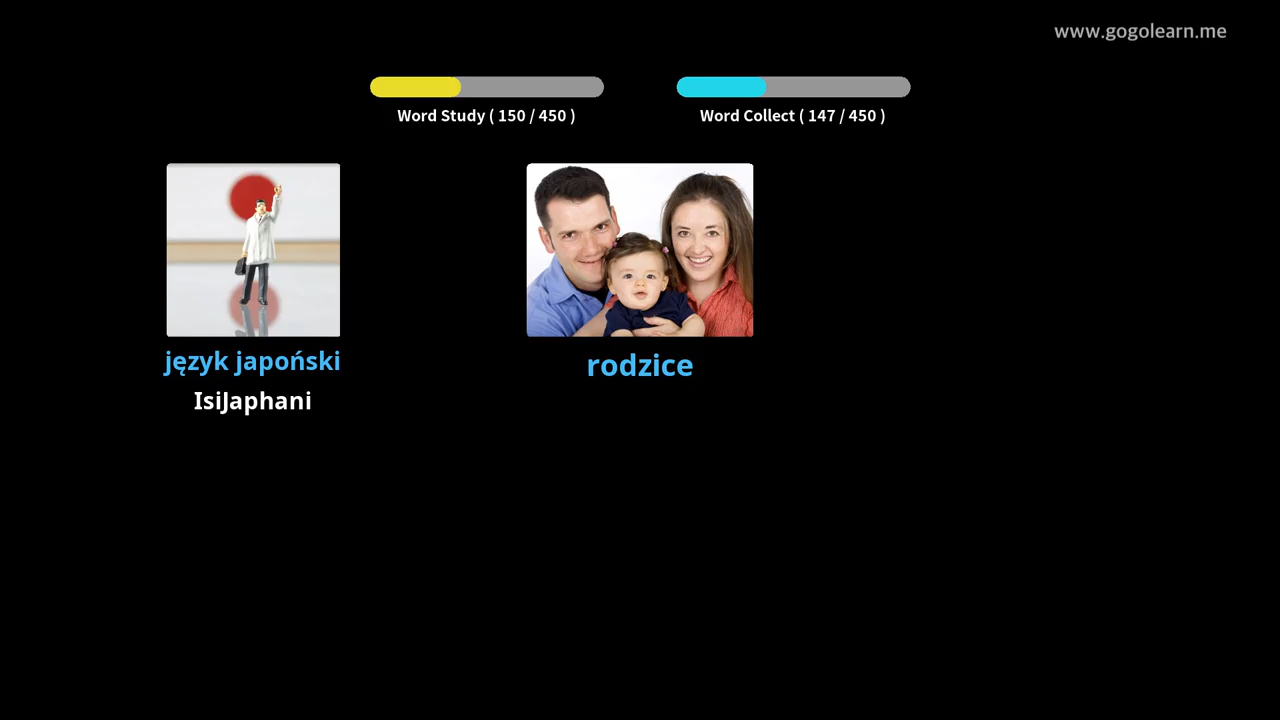 www.gogolearn.me
Word Study ( 150 / 450 )
Word Collect ( 147 / 450 )
język japoński
IsiJaphani
rodzice